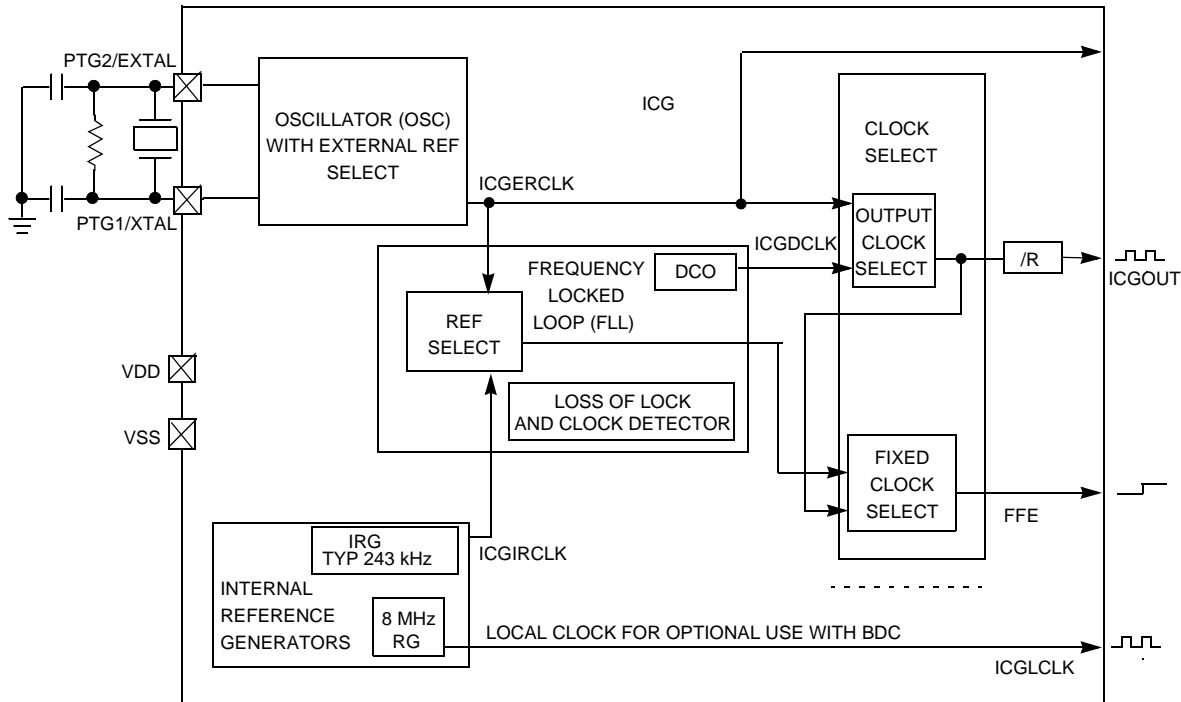 PTG2/EXTAL
OSCILLATOR (OSC)
WITH EXTERNAL REF
SELECT
PTG1/XTAL
ICG
CLOCK
SELECT
ICGERCLK
OUTPUT
CLOCK
SELECT
ICGDCLK
/R
ICGOUT
FREQUENCY
LOCKED
LOOP (FLL)
DCO
REF
SELECT
LOSS OF LOCK
AND CLOCK DETECTOR
VDD
VSS
FIXED
CLOCK
SELECT
FFE
IRG
TYP 243 kHz
ICGIRCLK
INTERNAL
REFERENCE
GENERATORS
8 MHz
RG
LOCAL CLOCK FOR OPTIONAL USE WITH BDC
ICGLCLK